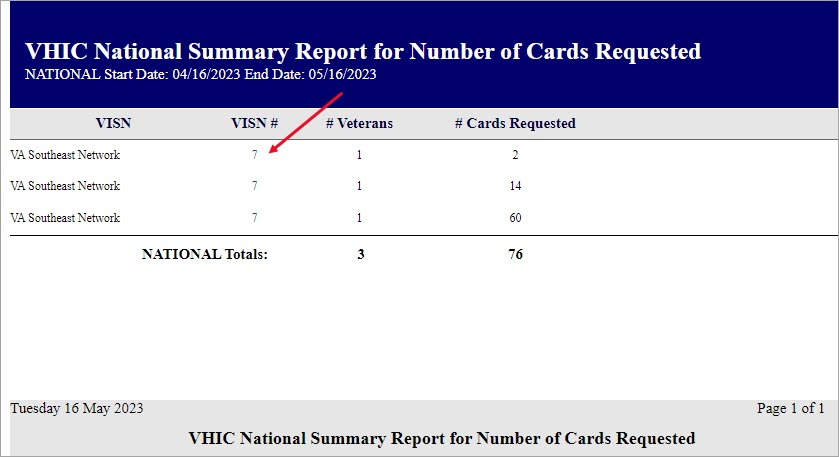 VHIC National Summary Report for Number of Cards Requested
NATIONAL Start Date: 04/16/2023 End Date: 05/16/2023
VISN VISN # # Veterans # Cards Requested
VA Southeast Network 7 1 2
VA Southeast Network 7 1 14
VA Southeast Network 7 1 60
NATIONAL Totals: 3 76
Tuesday 16 May 2023 Page 1 of 1
VHIC National Summary Report for Number of Cards Requested